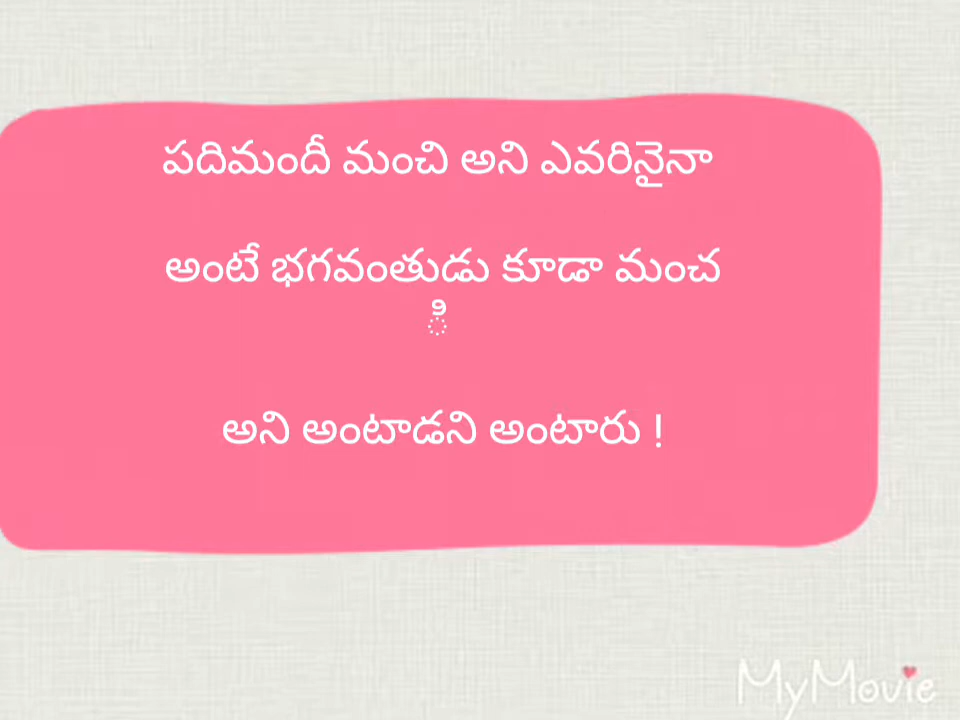 పదిమందీ మంచి అని ఎవరినైనా
అంటే భగవంతుడు కూడా మంచ
ి
అని అంటాడని అంటారు !
MyMovie